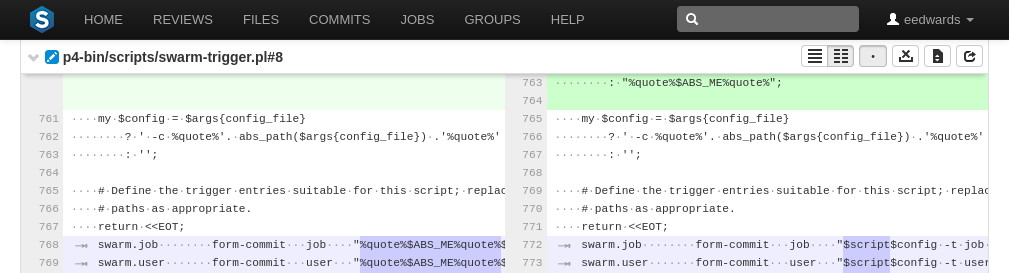 S HOME REVIEWS FILES COMMITS JOBS GROUPS HELP eedwards
p4-bin/scripts/swarm-trigger.pl#8
763 ········:·"%quote%$ABS_ME%quote%";
764
761 ····my·$config·=·$args{config_file} 765 ····my·$config·=·$args{config_file}
762 ········?·'·-c·%quote%'.·abs_path($args{config_file})·.'%quote%' 766 ········?·'·-c·%quote%'.·abs_path($args{config_file})·.'%quote%'
763 ········:·''; 767 ········:·'';
764 768
765 ····#·Define·the·trigger·entries·suitable·for·this·script;·replac 769 ····#·Define·the·trigger·entries·suitable·for·this·script;·replac
766 ····#·paths·as·appropriate. 770 ····#·paths·as·appropriate.
767 ····return·<<EOT; 771 ····return·<<EOT;
768 swarm.job········form-commit···job····"%quote%$ABS_ME%quote%$ 772 swarm.job········form-commit···job····"$script$config·-t·job·
769 swarm.user·······form-commit···user···"%quote%$ABS_ME%quote%$ 773 swarm.user·······form-commit···user···"$script$config·-t·user